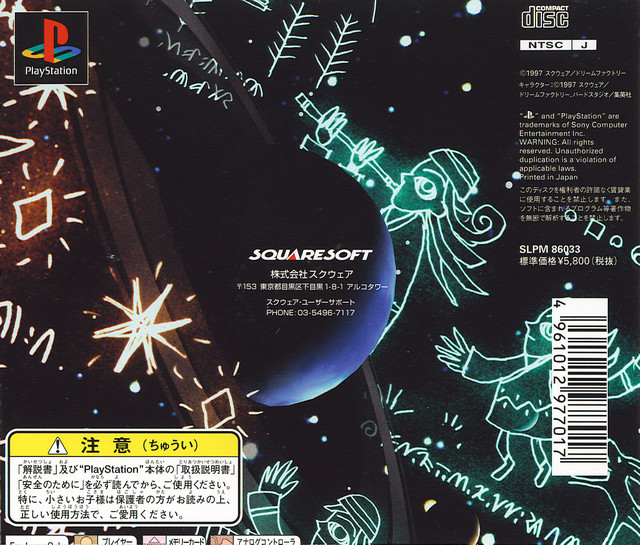 PlayStation
COMPACT
disc
NTSC J
©1997 スクウェア/ドリームファクトリー
キャラクター:©1997 スクウェア/
ドリームファクトリー,バードスタジオ/集英社
" " and "PlayStation" are
trademarks of Sony Computer
Entertainment Inc.
WARNING: All rights
reserved. Unauthorized
duplication is a violation of
applicable laws.
Printed in Japan
このディスクを権利者の許諾なく賃貸業
に使用することを禁止します。また、
ソフトに含まれるプログラム等著作物
を無断で解析することを禁止します。
SLPM 86033
標準価格¥5,800(税抜)
SQUARESOFT
株式会社スクウェア
〒153 東京都目黒区下目黒1-8-1 アルコタワー
スクウェア・ユーザーサポート
PHONE:03-5496-7117
4 961012 977017
注意(ちゅうい)
「解説書」及び"PlayStation"本体の「取扱説明書」
「安全のために」を必ず読んでから、ご使用ください。
特に、小さいお子様は保護者の方がお読みの上、
正しい使用方法で、ご使用ください。
プレイヤー
メモリーカード
アナログコントローラ